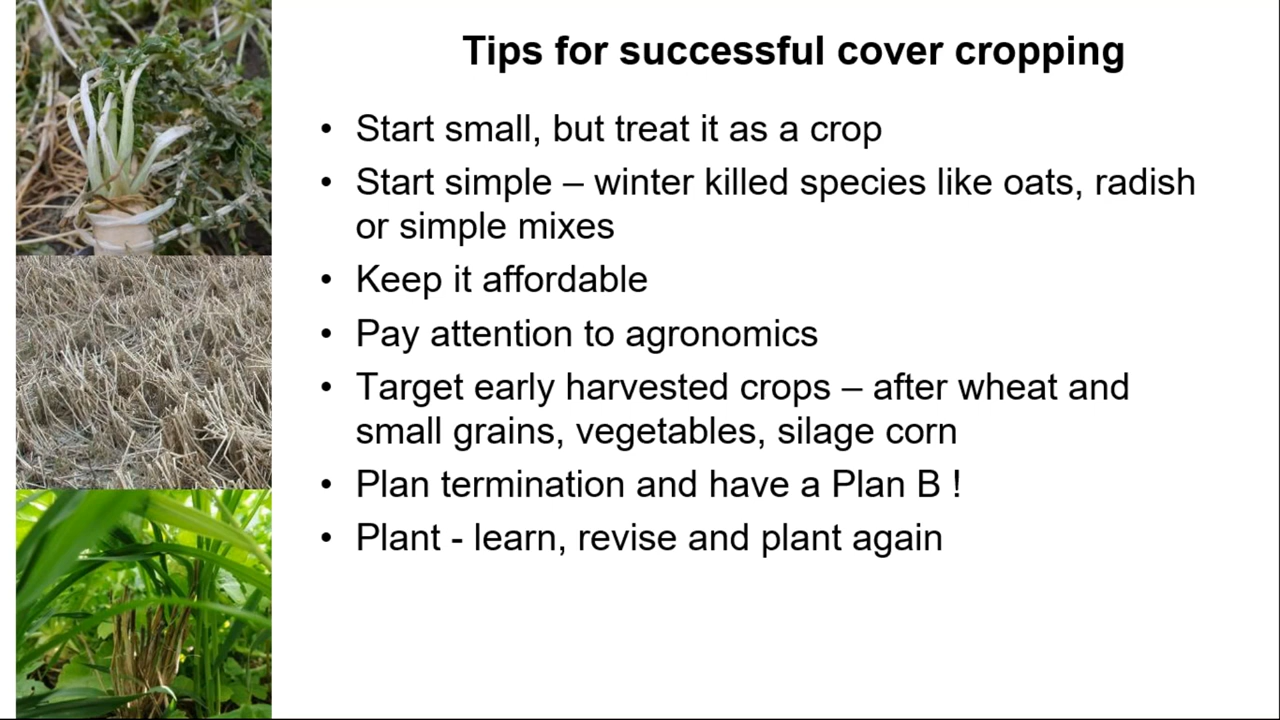 Tips for successful cover cropping
• Start small, but treat it as a crop
• Start simple – winter killed species like oats, radish
or simple mixes
• Keep it affordable
• Pay attention to agronomics
• Target early harvested crops – after wheat and
small grains, vegetables, silage corn
• Plan termination and have a Plan B !
• Plant - learn, revise and plant again